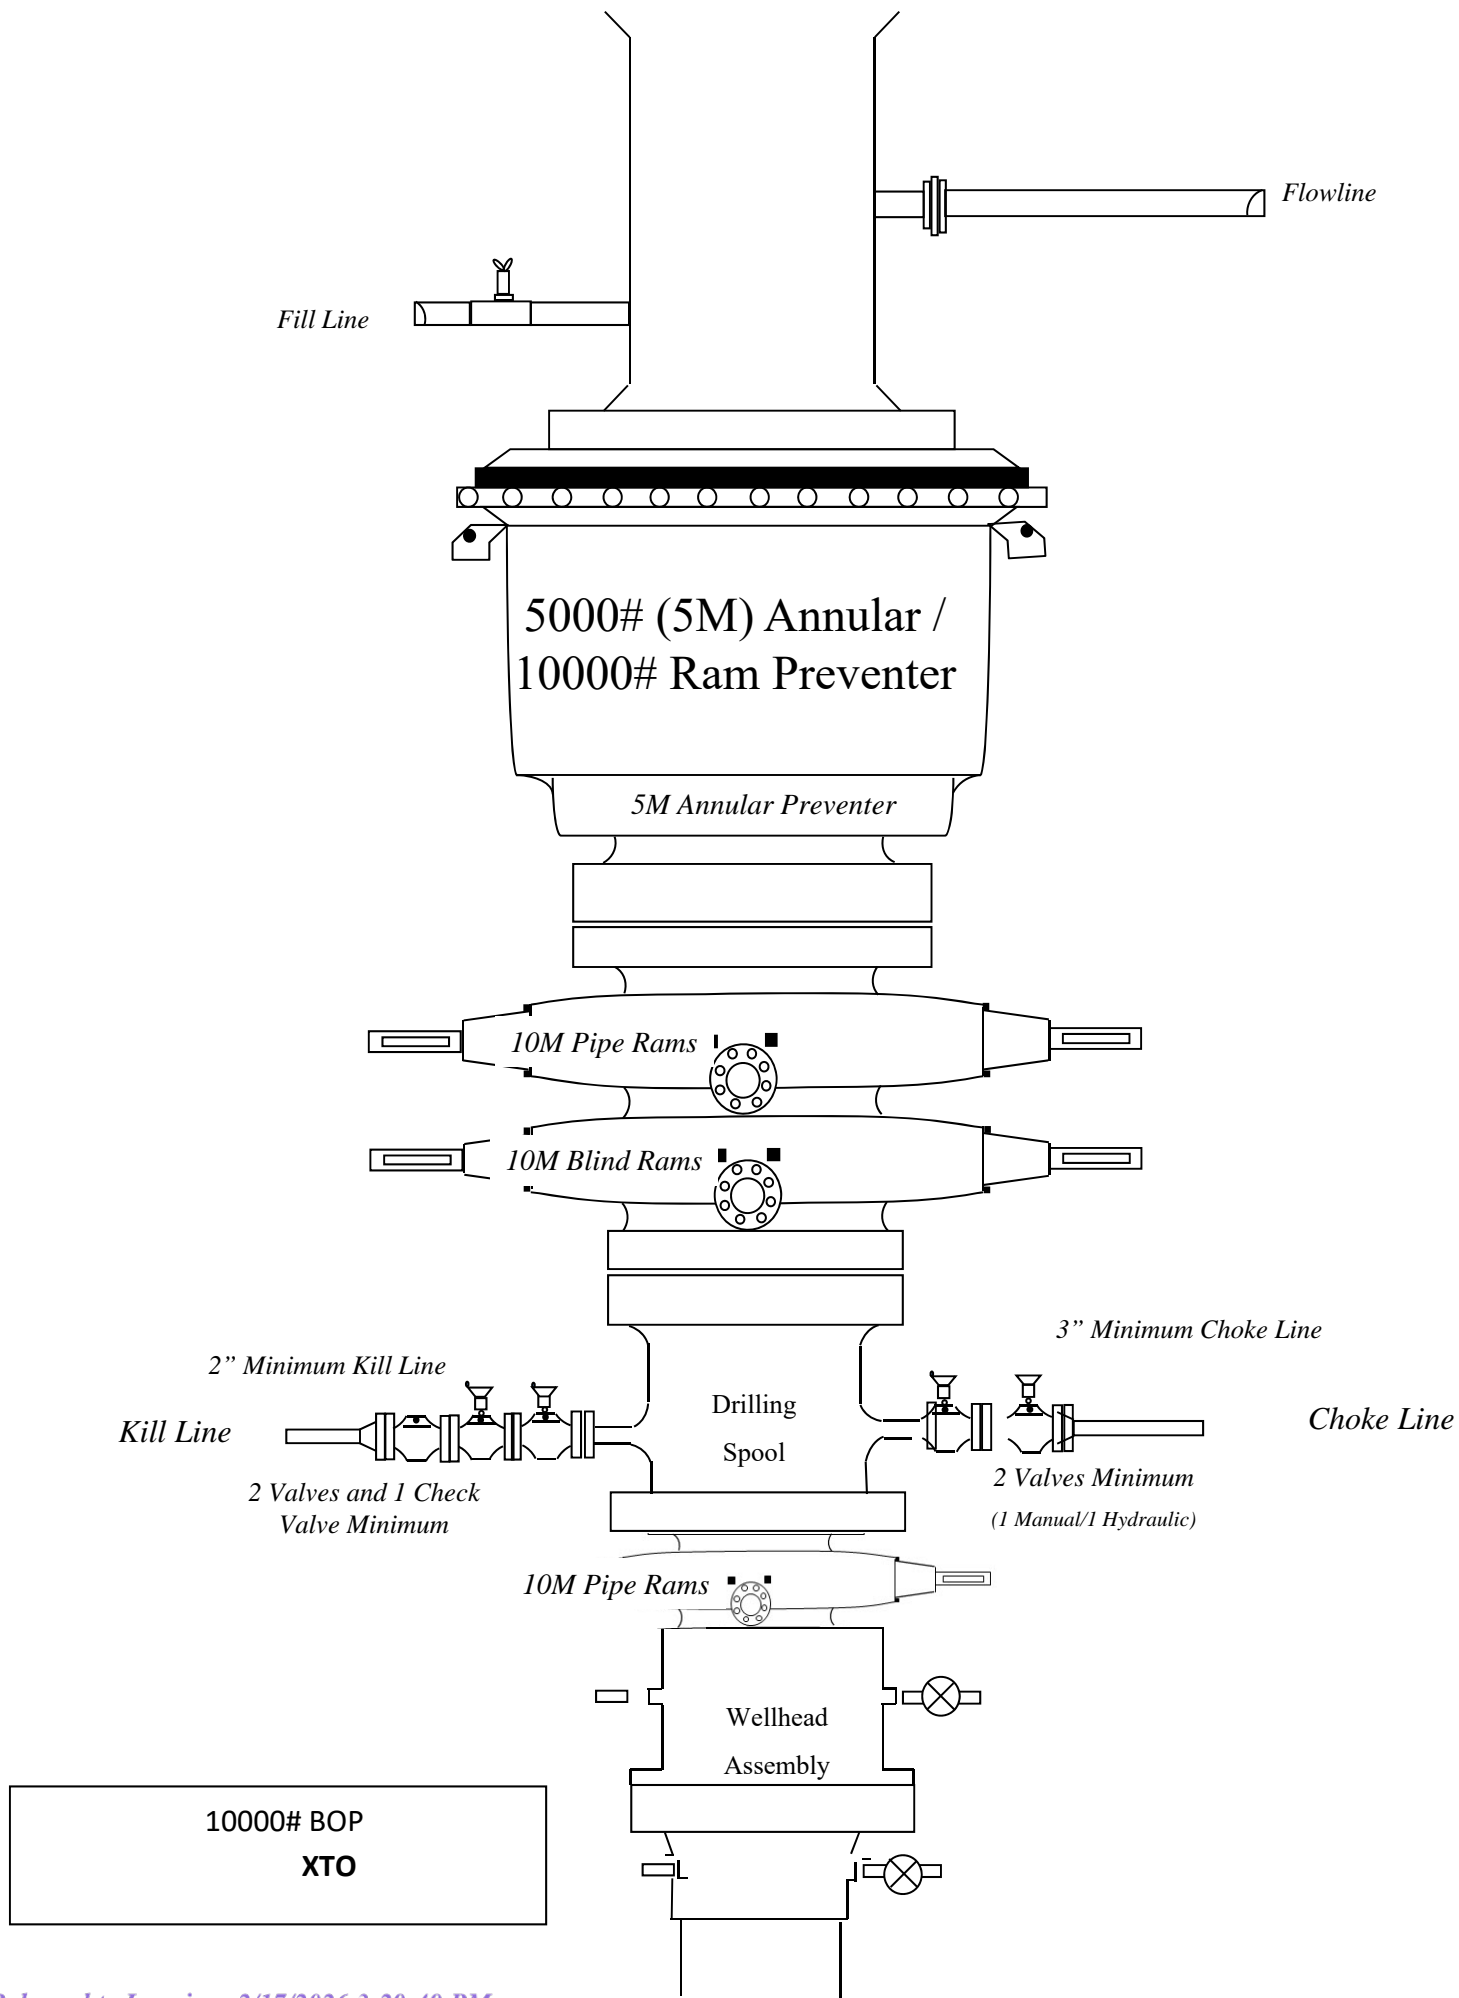 Flowline
Fill Line
5000# (5M) Annular /
10000# Ram Preventer
5M Annular Preventer
10M Pipe Rams
10M Blind Rams
3” Minimum Choke Line
2” Minimum Kill Line
Drilling
Spool
Kill Line
Choke Line
2 Valves and 1 Check
Valve Minimum
2 Valves Minimum
(1 Manual/1 Hydraulic)
10M Pipe Rams
Wellhead
Assembly
10000# BOP
XTO